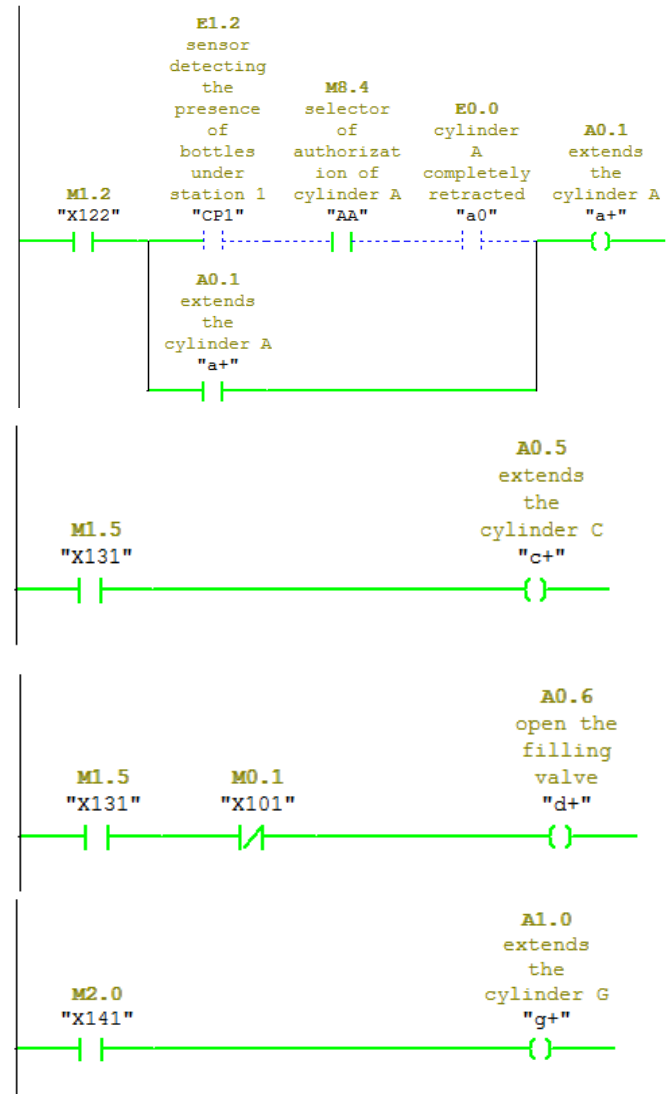 E1.2
sensor
detecting
the
presence
of
bottles
under
station 1
"CP1"
M8.4
selector
of
authorizat
ion of
cylinder A
"AA"
E0.0
cylinder
A
completely
retracted
"a0"
A0.1
extends
the
cylinder A
"a+"
M1.2
"X122"
A0.1
extends
the
cylinder A
"a+"
A0.5
extends
the
cylinder C
"c+"
M1.5
"X131"
A0.6
open the
filling
valve
"d+"
M1.5
"X131"
M0.1
"X101"
A1.0
extends
the
cylinder G
"g+"
M2.0
"X141"